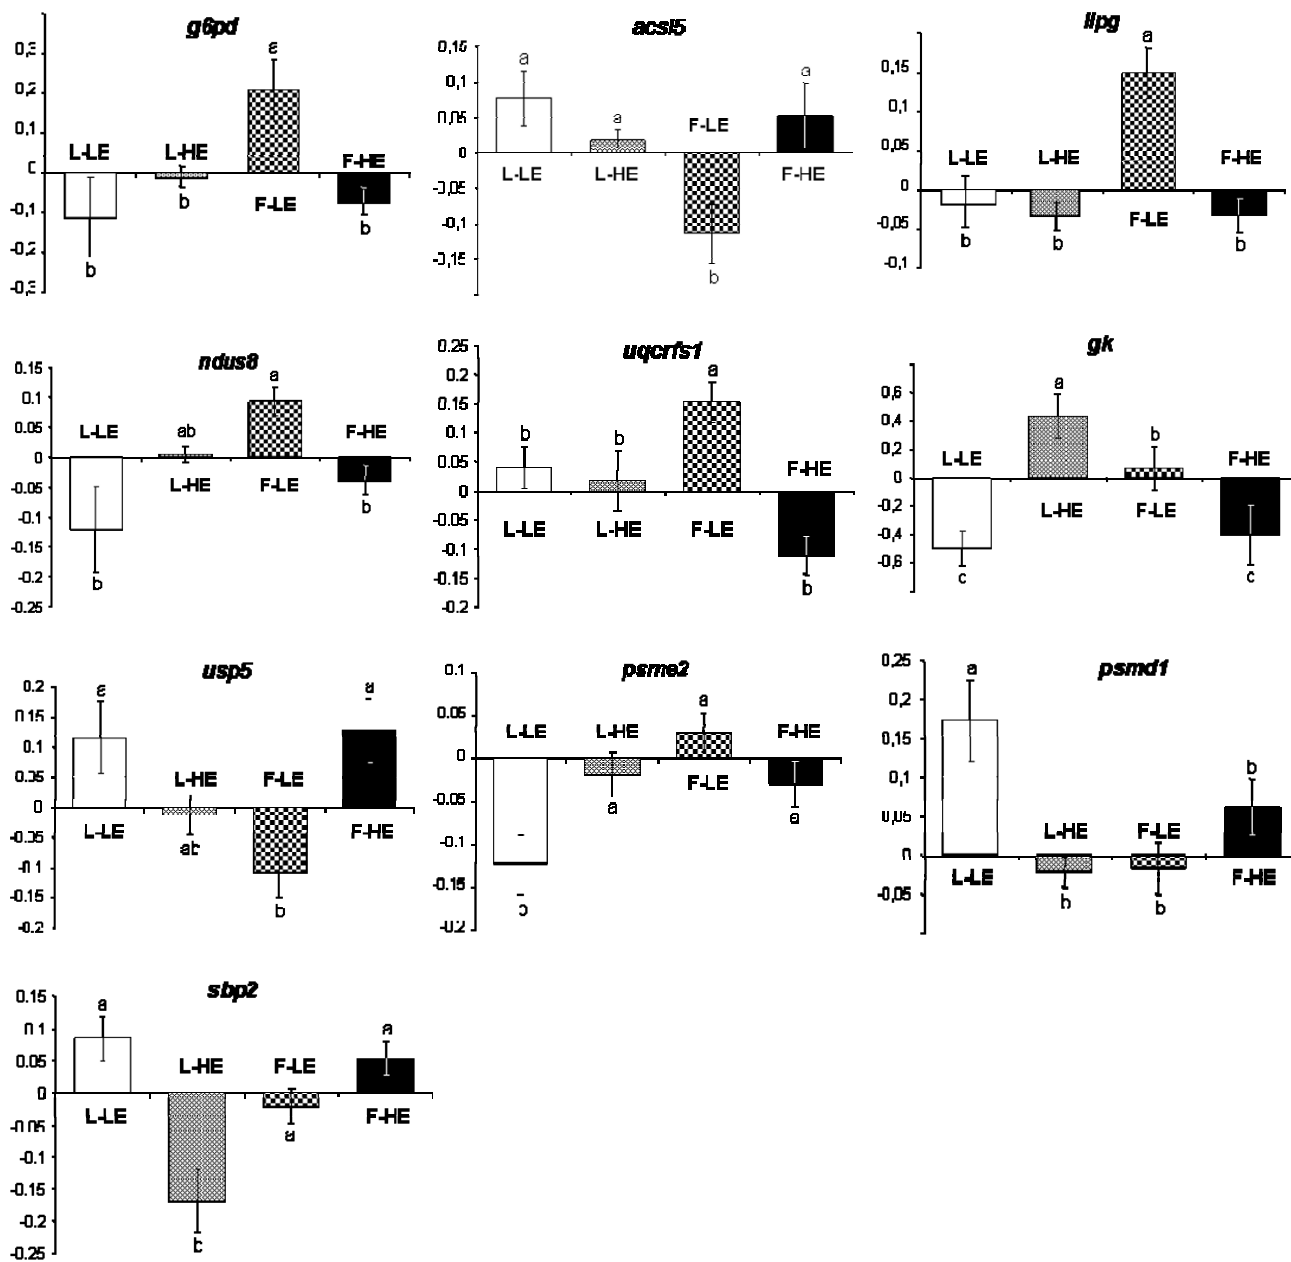 g6pd
0,3
0,2
0,1
0
-0,1
-0,2
-0,3
L-LE
L-HE
F-LE
F-HE
b
b
a
b
acsl5
0,15
0,1
0,05
0
-0,05
-0,1
-0,15
L-LE
L-HE
F-LE
F-HE
a
a
b
a
lipg
0,15
0,1
0,05
0
-0,05
-0,1
L-LE
L-HE
F-LE
F-HE
b
b
a
b
ndus8
0.15
0.1
0.05
0
-0.05
-0.1
-0.15
-0.2
-0.25
L-LE
L-HE
F-LE
F-HE
b
ab
a
b
uqcrfs1
0.25
0.2
0.15
0.1
0.05
0
-0.05
-0.1
-0.15
-0.2
L-LE
L-HE
F-LE
F-HE
b
b
a
b
gk
0,6
0,4
0,2
0
-0,2
-0,4
-0,6
L-LE
L-HE
F-LE
F-HE
c
a
b
c
usp5
0.2
0.15
0.1
0.05
0
-0.05
-0.1
-0.15
-0.2
L-LE
L-HE
F-LE
F-HE
a
ab
b
a
psme2
0.1
0.05
0
-0.05
-0.1
-0.15
-0.2
L-LE
L-HE
F-LE
F-HE
b
a
a
a
psmd1
0,25
0,2
0,15
0,1
0,05
0
-0,05
L-LE
L-HE
F-LE
F-HE
a
b
b
b
sbp2
0.15
0.1
0.05
0
-0.05
-0.1
-0.15
-0.2
-0.25
L-LE
L-HE
F-LE
F-HE
a
b
a
a